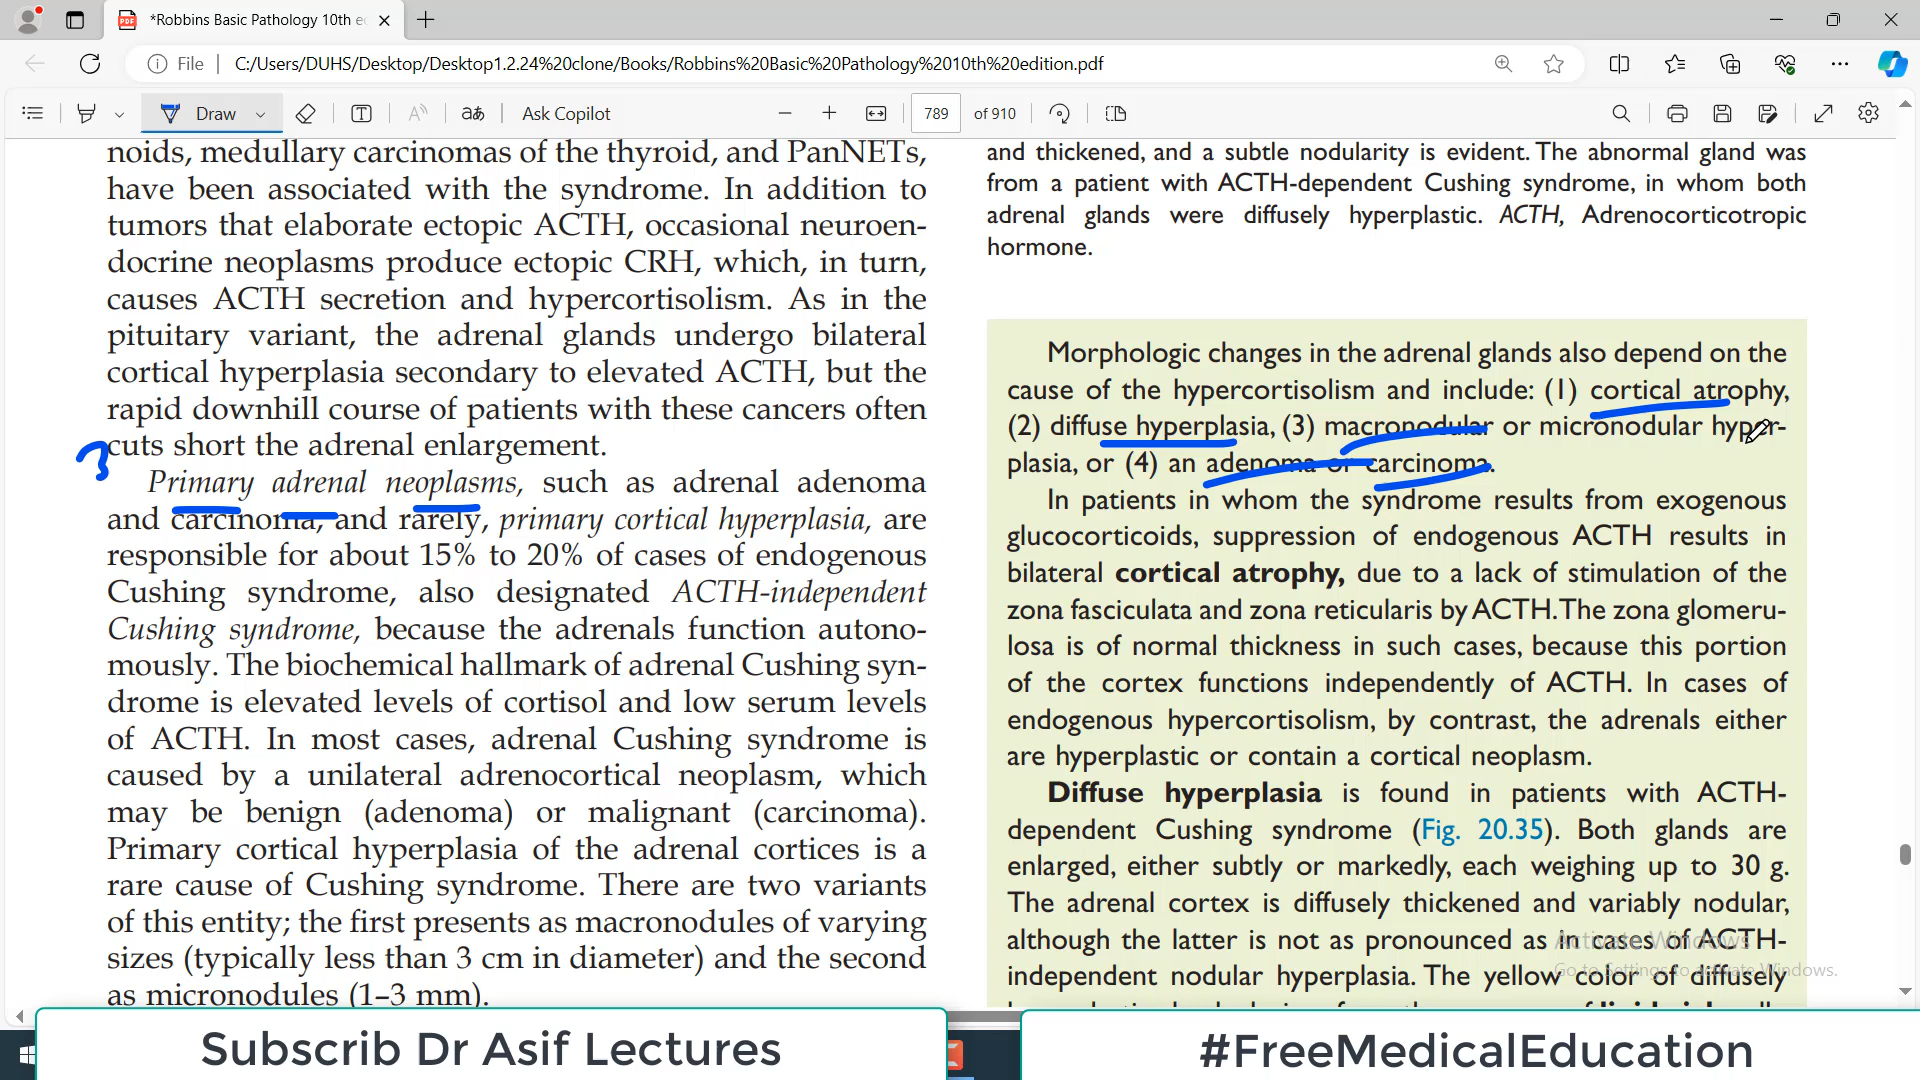 *Robbins Basic Pathology 10th e
File
C:/Users/DUHS/Desktop/Desktop1.2.24%20clone/Books/Robbins%20Basic%20Pathology%2010th%20edition.pdf
Draw
Ask Copilot
789 of 910
noids, medullary carcinomas of the thyroid, and PanNETs,
have been associated with the syndrome. In addition to
tumors that elaborate ectopic ACTH, occasional neuroen-
docrine neoplasms produce ectopic CRH, which, in turn,
causes ACTH secretion and hypercortisolism. As in the
pituitary variant, the adrenal glands undergo bilateral
cortical hyperplasia secondary to elevated ACTH, but the
rapid downhill course of patients with these cancers often
cuts short the adrenal enlargement.
3
Primary adrenal neoplasms, such as adrenal adenoma
and carcinoma, and rarely, primary cortical hyperplasia, are
responsible for about 15% to 20% of cases of endogenous
Cushing syndrome, also designated ACTH-independent
Cushing syndrome, because the adrenals function autono-
mously. The biochemical hallmark of adrenal Cushing syn-
drome is elevated levels of cortisol and low serum levels
of ACTH. In most cases, adrenal Cushing syndrome is
caused by a unilateral adrenocortical neoplasm, which
may be benign (adenoma) or malignant (carcinoma).
Primary cortical hyperplasia of the adrenal cortices is a
rare cause of Cushing syndrome. There are two variants
of this entity; the first presents as macronodules of varying
sizes (typically less than 3 cm in diameter) and the second
as micronodules (1–3 mm).
and thickened, and a subtle nodularity is evident. The abnormal gland was
from a patient with ACTH-dependent Cushing syndrome, in whom both
adrenal glands were diffusely hyperplastic. ACTH, Adrenocorticotropic
hormone.
Morphologic changes in the adrenal glands also depend on the
cause of the hypercortisolism and include: (1) cortical atrophy,
(2) diffuse hyperplasia, (3) macronodular or micronodular hyper-
plasia, or (4) an adenoma or carcinoma.
In patients in whom the syndrome results from exogenous
glucocorticoids, suppression of endogenous ACTH results in
bilateral cortical atrophy, due to a lack of stimulation of the
zona fasciculata and zona reticularis by ACTH. The zona glomeru-
losa is of normal thickness in such cases, because this portion
of the cortex functions independently of ACTH. In cases of
endogenous hypercortisolism, by contrast, the adrenals either
are hyperplastic or contain a cortical neoplasm.
Diffuse hyperplasia is found in patients with ACTH-
dependent Cushing syndrome (Fig. 20.35). Both glands are
enlarged, either subtly or markedly, each weighing up to 30 g.
The adrenal cortex is diffusely thickened and variably nodular,
although the latter is not as pronounced as in cases of ACTH-
independent nodular hyperplasia. The yellow color of diffusely
Activate Windows
Go to Settings to activate Windows.
Subscrib Dr Asif Lectures
#FreeMedicalEducation